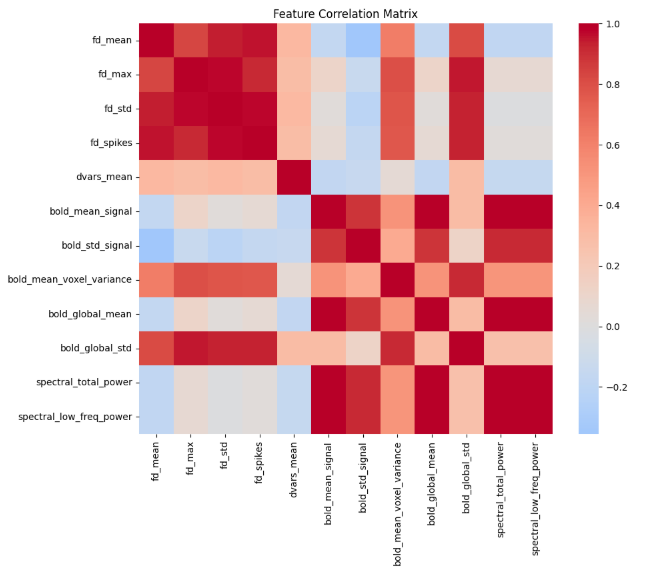 Feature Correlation Matrix
fd_mean
fd_max
fd_std
fd_spikes
dvars_mean
bold_mean_signal
bold_std_signal
bold_mean_voxel_variance
bold_global_mean
bold_global_std
spectral_total_power
spectral_low_freq_power
fd_mean
fd_max
fd_std
fd_spikes
dvars_mean
bold_mean_signal
bold_std_signal
bold_mean_voxel_variance
bold_global_mean
bold_global_std
spectral_total_power
spectral_low_freq_power
1.0
0.8
0.6
0.4
0.2
0.0
−0.2